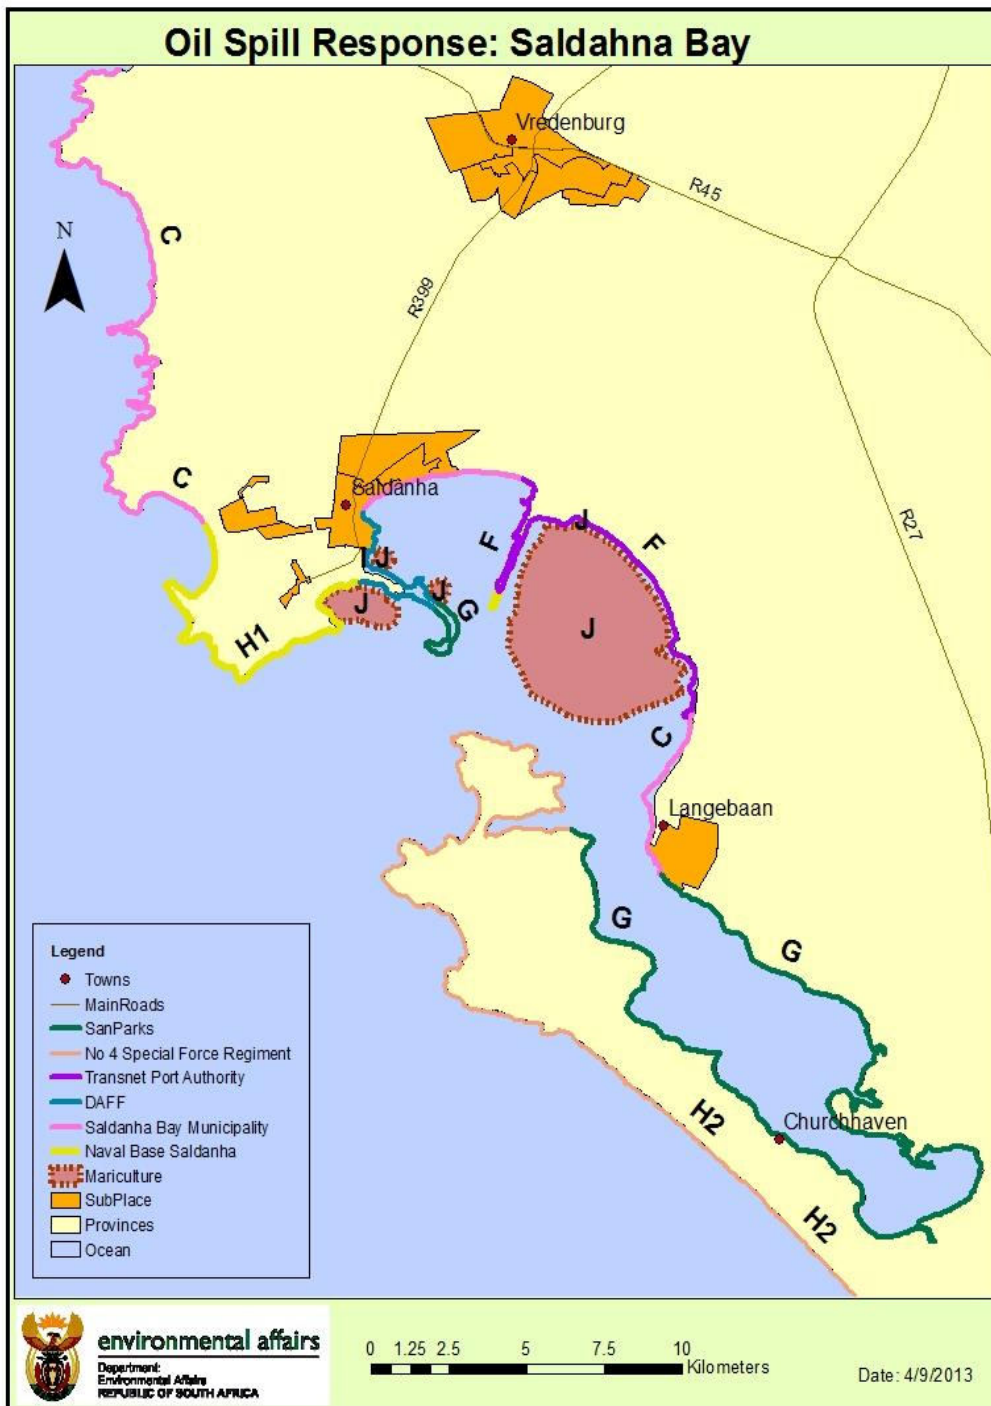 Oil Spill Response: Saldahna Bay
Vredenburg
R45
C
N
R399
R27
C
Saldanha
J
F
F
I
J
J
G
J
J
H1
C
Langebaan
G
G
H2
Churchhaven
H2
Legend
Towns
MainRoads
SanParks
No 4 Special Force Regiment
Transnet Port Authority
DAFF
Saldanha Bay Municipality
Naval Base Saldanha
Mariculture
SubPlace
Provinces
Ocean
environmental affairs
Department:
Environmental Affairs
REPUBLIC OF SOUTH AFRICA
0 1.25 2.5 5 7.5 10
Kilometers
Date: 4/9/2013